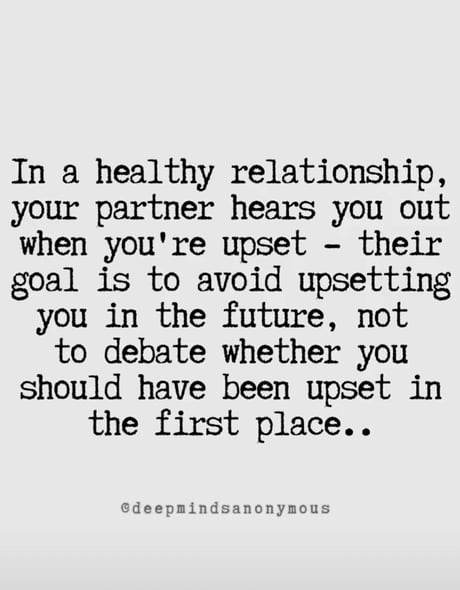 In a healthy relationship,
your partner hears you out
when you're upset – their
goal is to avoid upsetting
you in the future, not
to debate whether you
should have been upset in
the first place..
@deepmindsanonymous